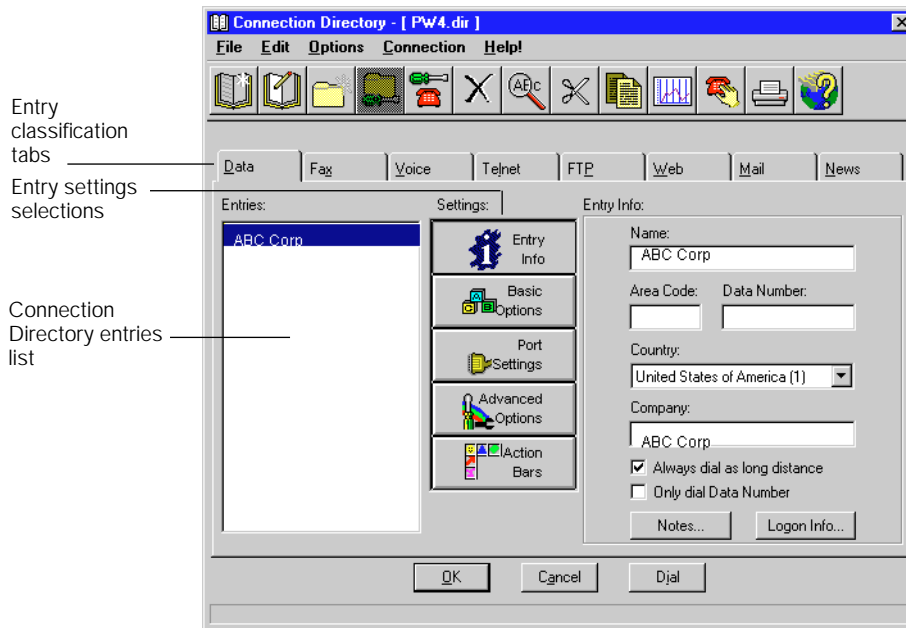 Connection Directory - [ PW4.dir ]
File Edit Options Connection Help!
ABC
Entry
classification
tabs
Entry settings
selections
Connection
Directory entries
list
Data Fax Voice Telnet FTP Web Mail News
Entries:
ABC Corp
Settings:
Entry
Info
Basic
Options
Port
Settings
Advanced
Options
Action
Bars
Entry Info:
Name:
ABC Corp
Area Code: Data Number:
Country:
United States of America (1)
Company:
ABC Corp
Always dial as long distance
Only dial Data Number
Notes... Logon Info...
OK Cancel Dial